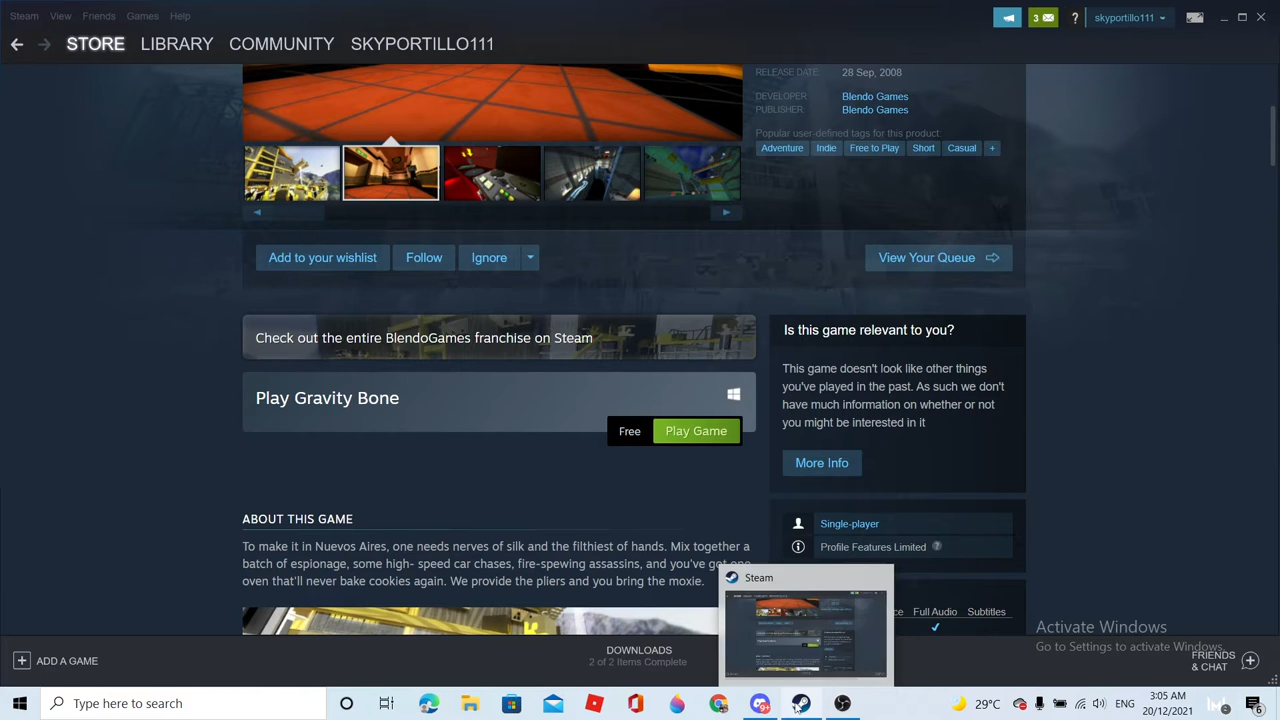 Steam View Friends Games Help
3 ? skyportillo111
STORE LIBRARY COMMUNITY SKYPORTILLO111
RELEASE DATE: 28 Sep, 2008
DEVELOPER: Blendo Games
PUBLISHER: Blendo Games
Popular user-defined tags for this product:
Adventure Indie Free to Play Short Casual +
Add to your wishlist Follow Ignore View Your Queue
Check out the entire BlendoGames franchise on Steam
Is this game relevant to you?
This game doesn't look like other things
you've played in the past. As such we don't
have much information on whether or not
you might be interested in it
More Info
Play Gravity Bone
Free Play Game
Single-player
Profile Features Limited ?
ABOUT THIS GAME
To make it in Nuevos Aires, one needs nerves of silk and the filthiest of hands. Mix together a
batch of espionage, some high- speed car chases, fire-spewing assassins, and you've got one
oven that'll never bake cookies again. We provide the pliers and you bring the moxie.
Steam
Full Audio Subtitles
Activate Windows
Go to Settings to activate Windows.
ADD A GAME
DOWNLOADS
2 of 2 Items Complete
FRIENDS
& CHAT
Type here to search
29°C
3:05 AM
20/12/2021
6